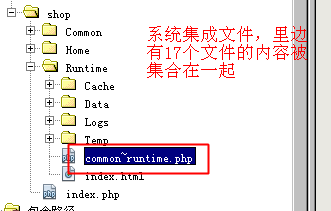 shop
Common
Home
Runtime
Cache
Data
Logs
Temp
common~runtime.php
index.html
index.php
系统集成文件，里边
有17个文件的内容被
集合在一起